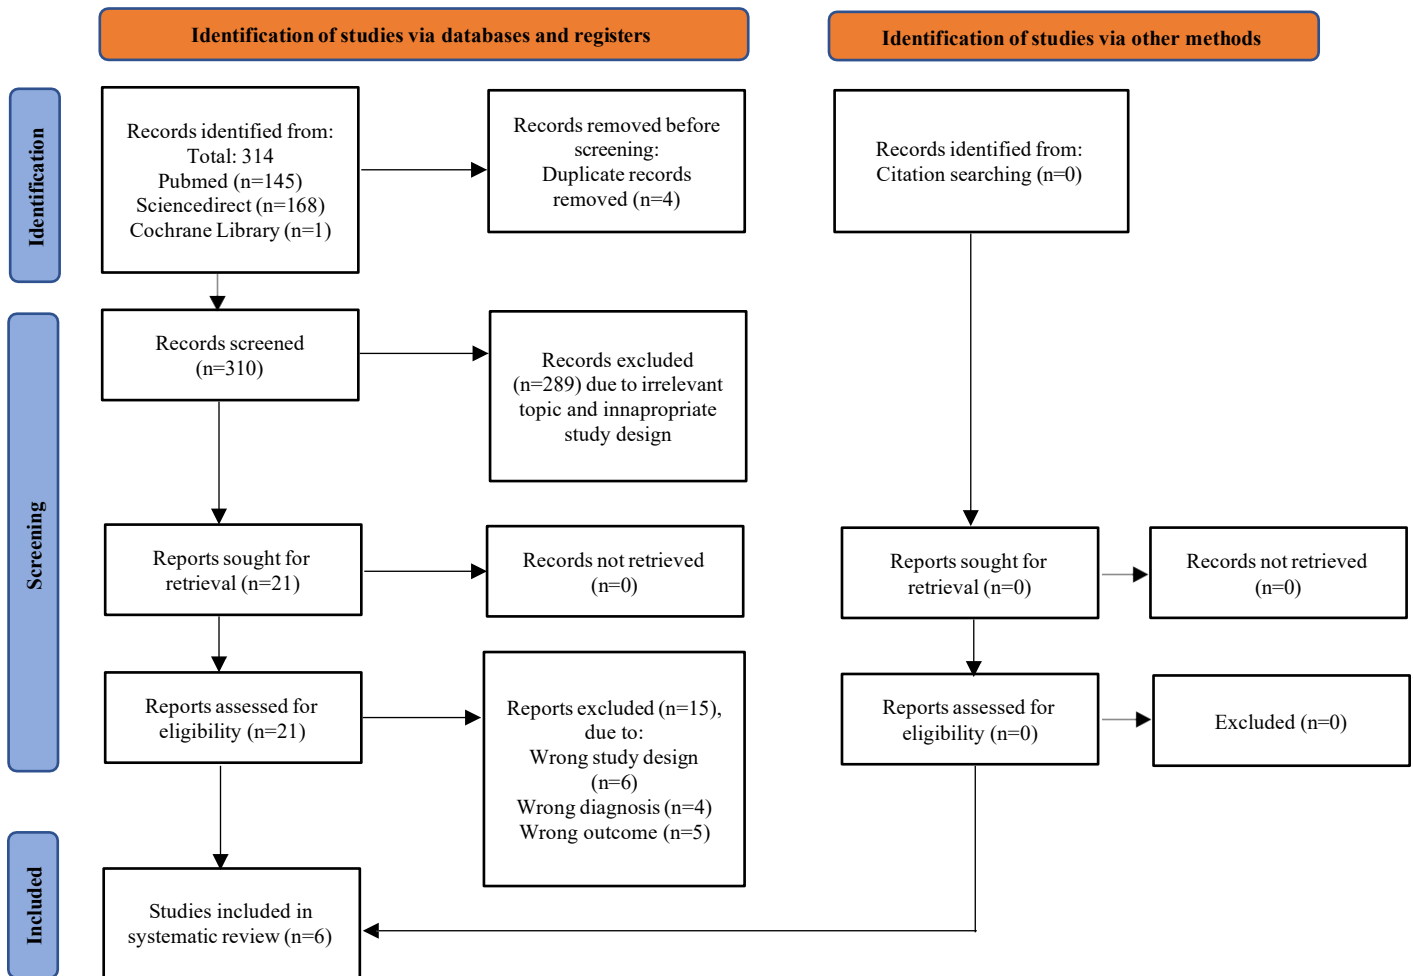 Identification of studies via databases and registers
Identification of studies via other methods
Identification
Records identified from:
Total: 314
Pubmed (n=145)
Sciencedirect (n=168)
Cochrane Library (n=1)
Records removed before
screening:
Duplicate records
removed (n=4)
Records identified from:
Citation searching (n=0)
Screening
Records screened
(n=310)
Records excluded
(n=289) due to irrelevant
topic and innapropriate
study design
Reports sought for
retrieval (n=21)
Records not retrieved
(n=0)
Reports sought for
retrieval (n=0)
Records not retrieved
(n=0)
Reports assessed for
eligibility (n=21)
Reports excluded (n=15),
due to:
Wrong study design
(n=6)
Wrong diagnosis (n=4)
Wrong outcome (n=5)
Reports assessed for
eligibility (n=0)
Excluded (n=0)
Included
Studies included in
systematic review (n=6)